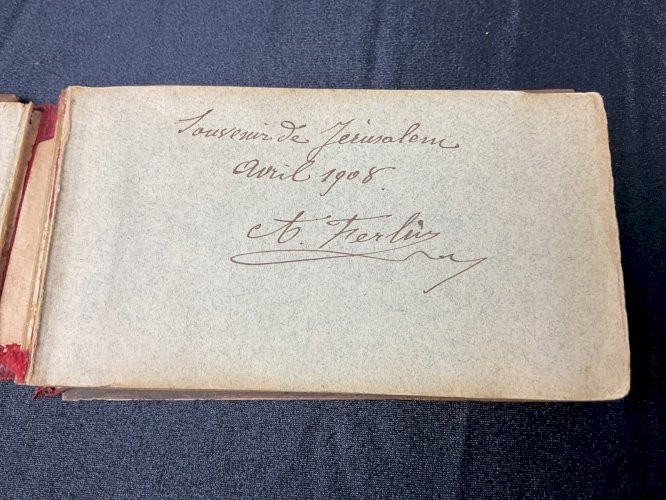 Souvenir de Jérusalem
Avril 1908
A.